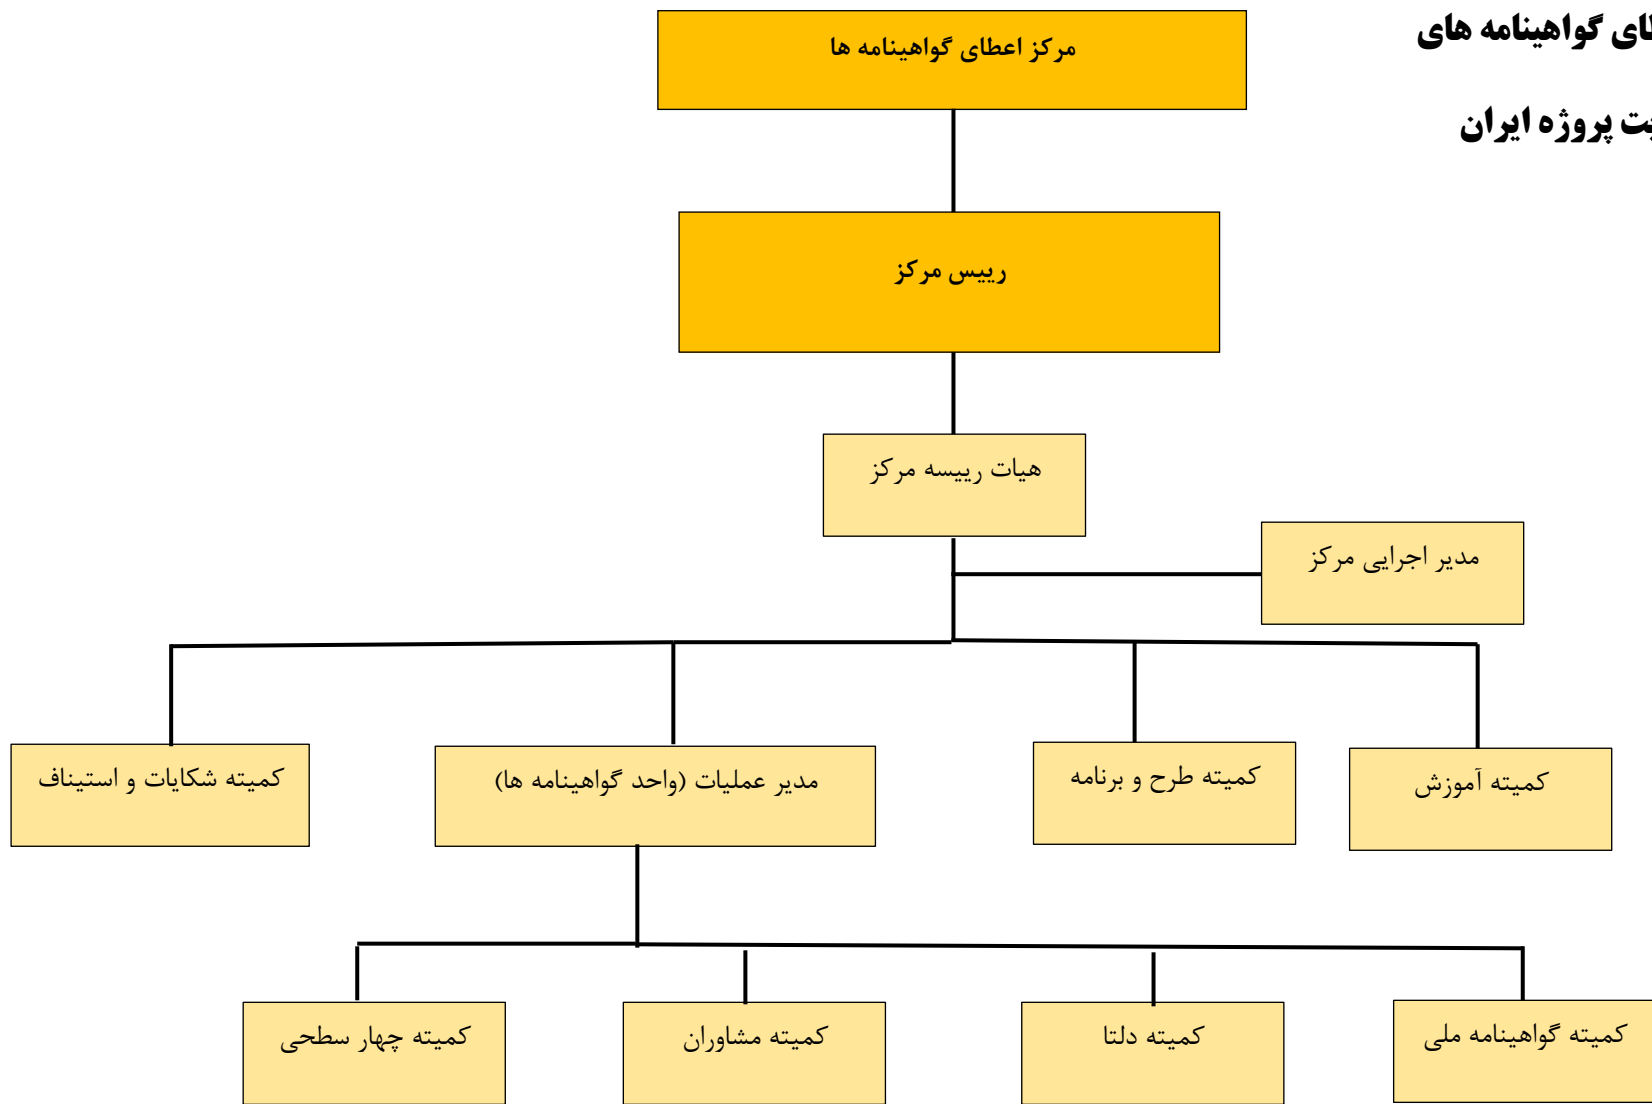 گواهینامه های
پروژه ایران
مرکز اعطای گواهینامه ها
رییس مرکز
هیات رییسه مرکز
مدیر اجرایی مرکز
کمیته آموزش
کمیته طرح و برنامه
مدیر عملیات (واحد گواهینامه ها)
کمیته شکایات و استیناف
کمیته گواهینامه ملی
کمیته دلتا
کمیته مشاوران
کمیته چهار سطحی